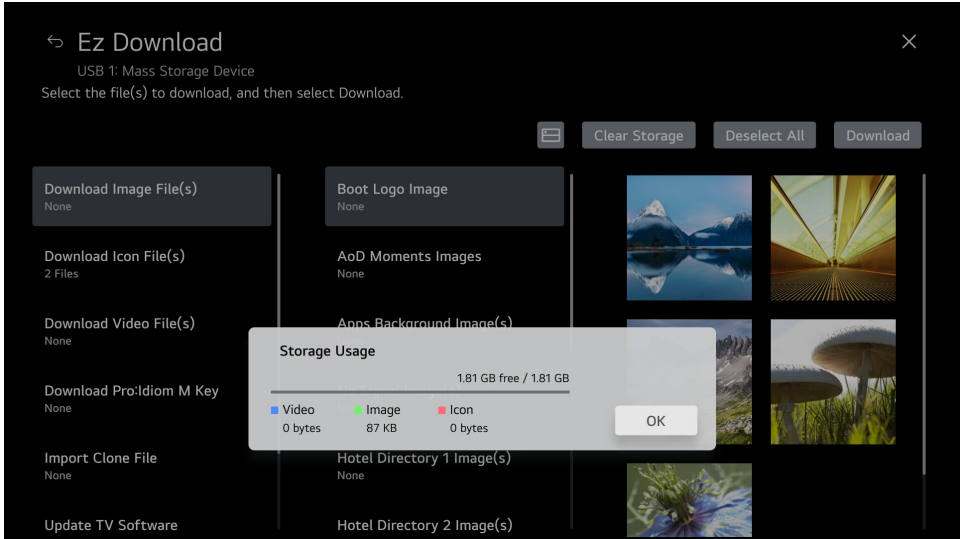 Ez Download
USB 1: Mass Storage Device
Select the file(s) to download, and then select Download.
Clear Storage
Deselect All
Download
Download Image File(s)
None
Download Icon File(s)
2 Files
Download Video File(s)
None
Download Pro:Idiom M Key
None
Import Clone File
None
Update TV Software
Boot Logo Image
None
AoD Moments Images
None
Apps Background Image(s)
Hotel Directory 1 Image(s)
None
Hotel Directory 2 Image(s)
Storage Usage
1.81 GB free / 1.81 GB
Video
0 bytes
Image
87 KB
Icon
0 bytes
OK